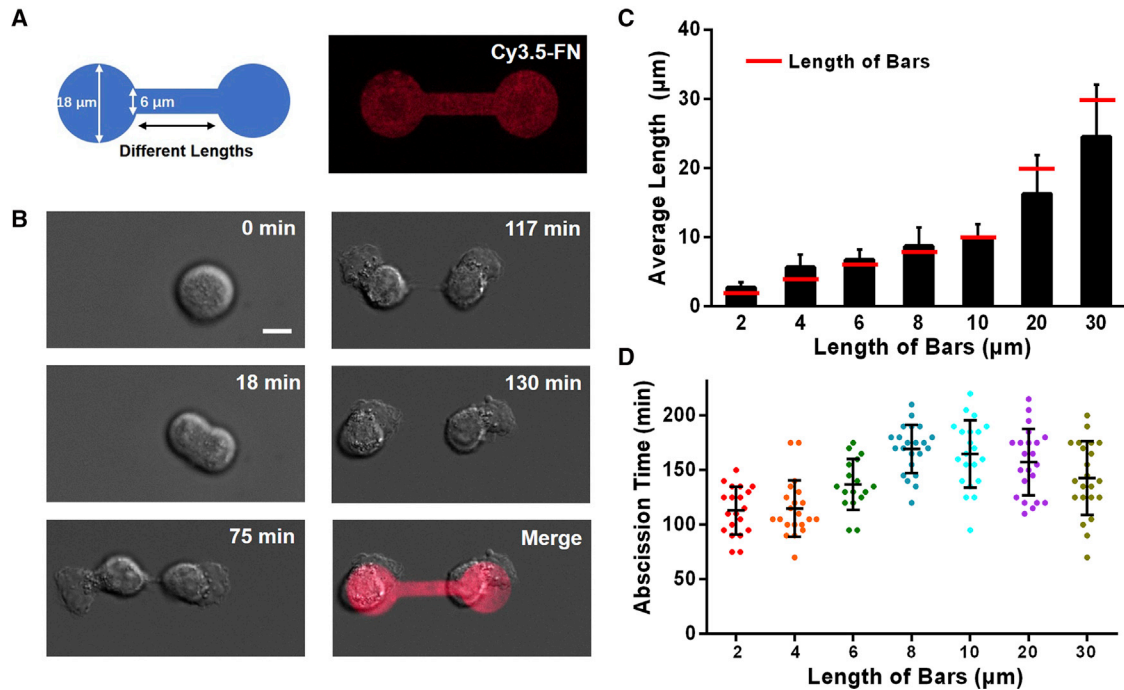 A
18 μm
6 μm
Different Lengths
Cy3.5-FN
B
0 min
117 min
18 min
130 min
75 min
Merge
C
Average Length (μm)
40
30
20
10
0
Length of Bars
2 4 6 8 10 20 30
Length of Bars (μm)
D
Abscission Time (min)
200
150
100
50
0
2 4 6 8 10 20 30
Length of Bars (μm)